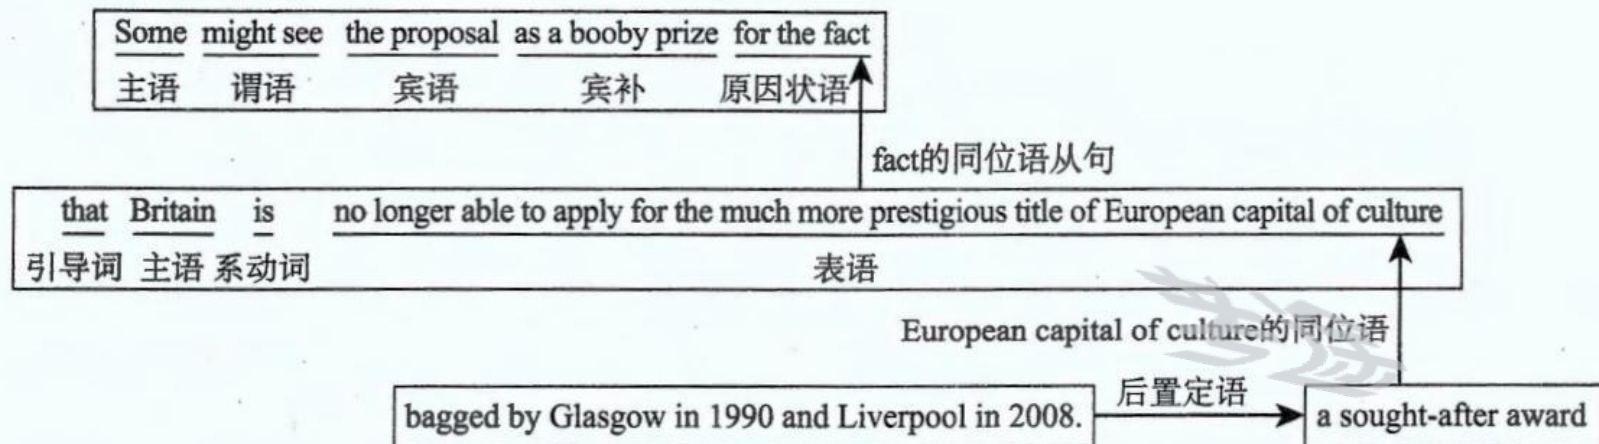 Some might see the proposal as a booby prize for the fact
主语 谓语 宾语 宾补 原因状语
fact的同位语从句
that Britain is no longer able to apply for the much more prestigious title of European capital of culture
引导词 主语 系动词 表语
European capital of culture的同位语
bagged by Glasgow in 1990 and Liverpool in 2008. 后置定语 a sought-after award